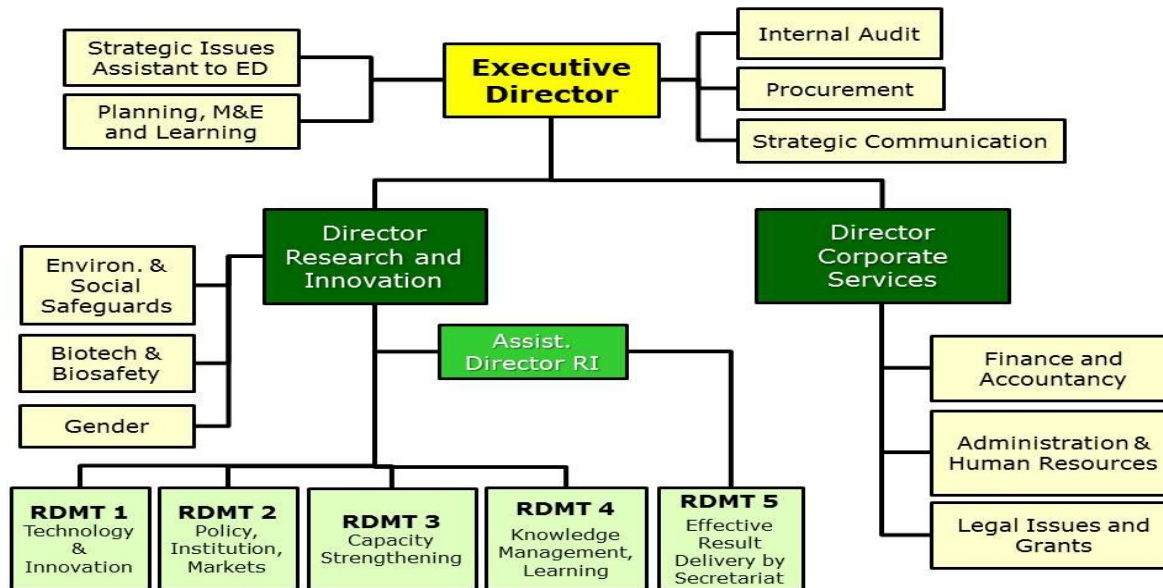 Strategic Issues
Assistant to ED
Planning, M&E
and Learning
Executive
Director
Internal Audit
Procurement
Strategic Communication
Director
Research and
Innovation
Director
Corporate
Services
Environ. &
Social
Safeguards
Biotech &
Biosafety
Gender
Assist.
Director RI
Finance and
Accountancy
Administration &
Human Resources
Legal Issues and
Grants
RDMT 1
Technology
&
Innovation
RDMT 2
Policy,
Institution,
Markets
RDMT 3
Capacity
Strengthening
RDMT 4
Knowledge
Management,
Learning
RDMT 5
Effective
Result
Delivery by
Secretariat